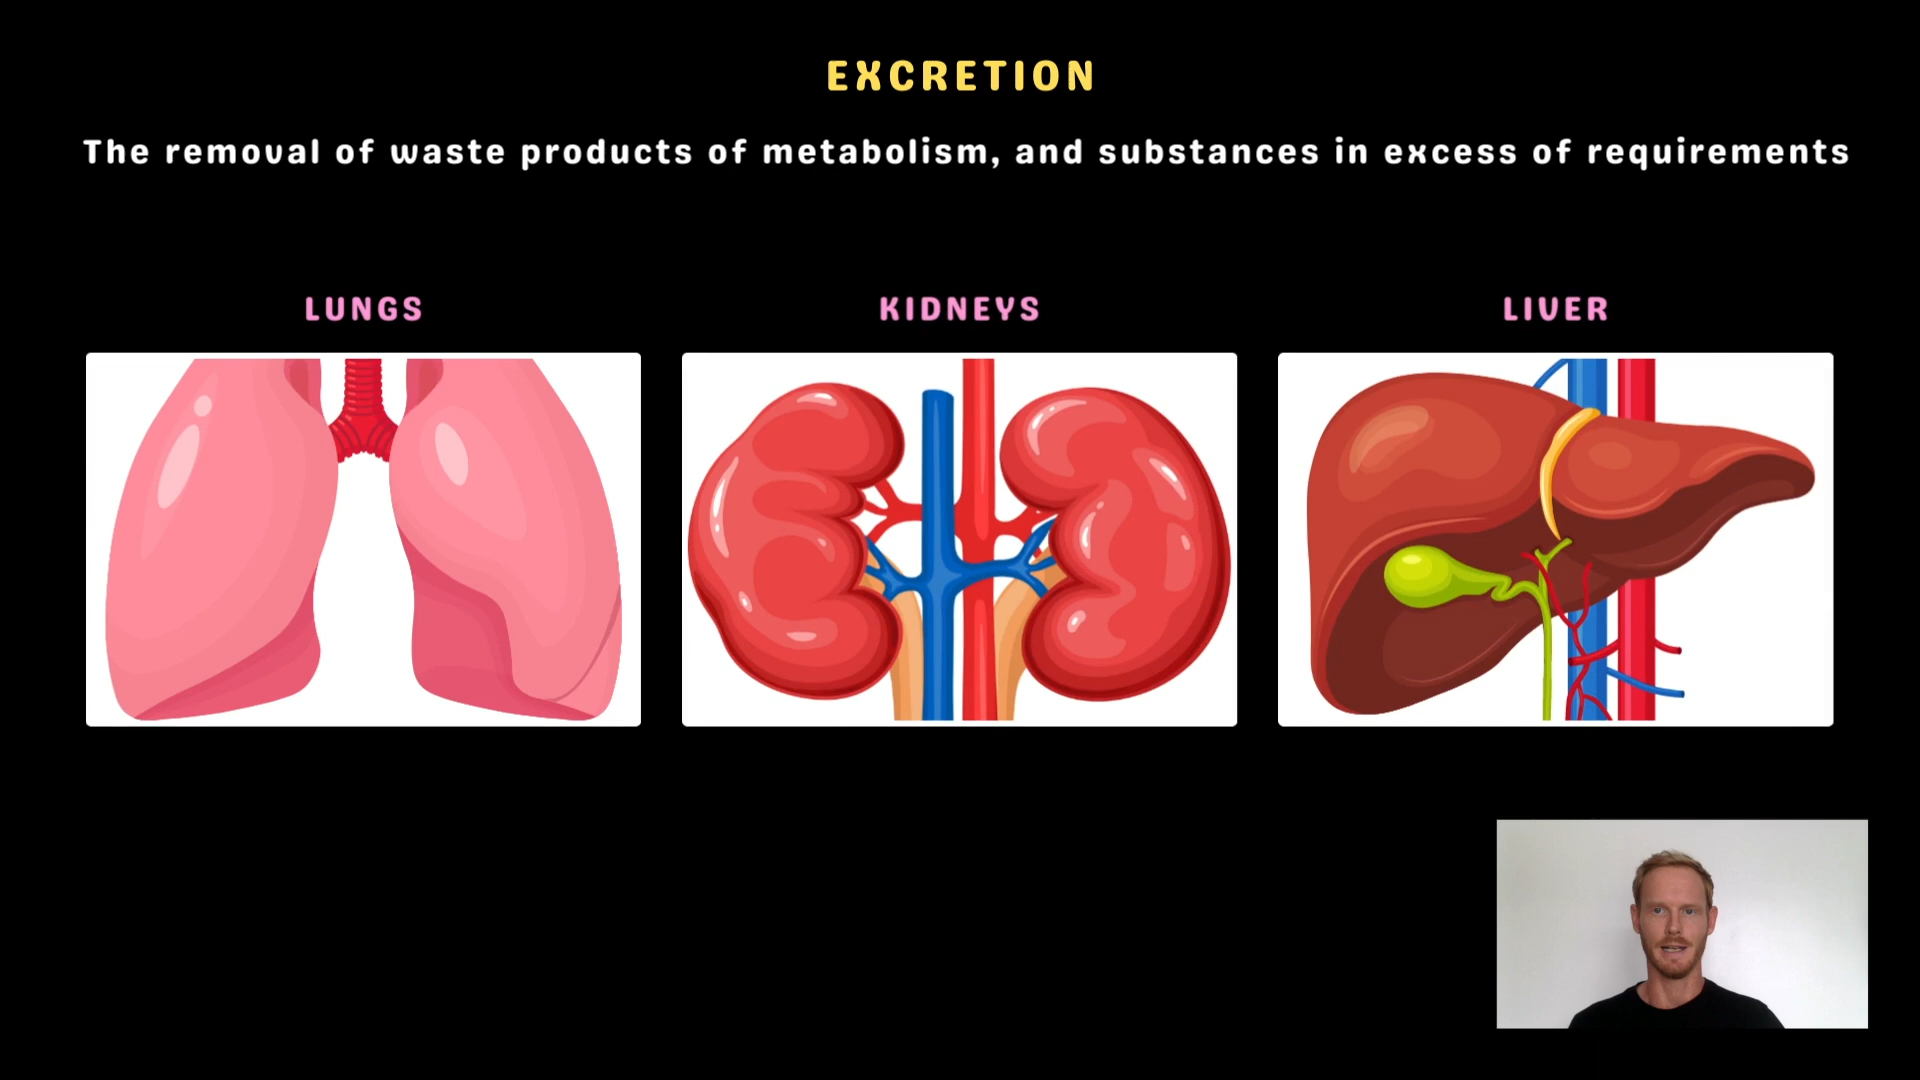 EXCRETION
The removal of waste products of metabolism, and substances in excess of requirements
LUNGS
KIDNEYS
LIVER